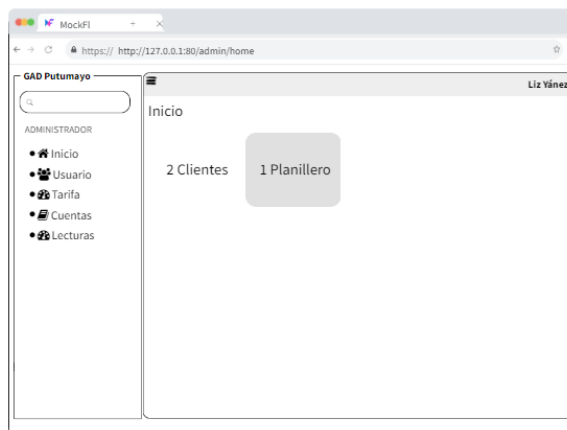 MockFl
https:// http://127.0.0.1:80/admin/home
GAD Putumayo
ADMINISTRADOR
Inicio
Usuario
Tarifa
Cuentas
Lecturas
Liz Yánez
Inicio
2 Clientes
1 Planillero